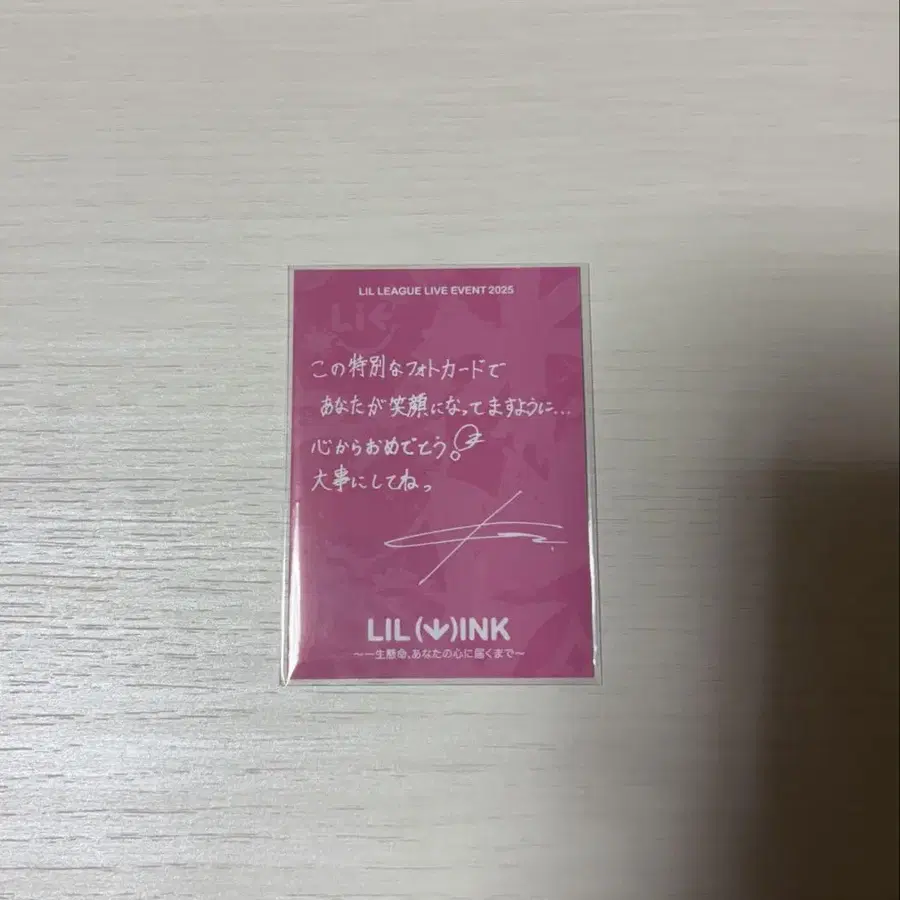 LIL LEAGUE LIVE EVENT 2025
LiE
この特別なフォトカードで
あなたが笑顔になってますように...
心からおめでとう!
大事にしてねっ
LIL (↓)INK
〜一生懸命、あなたの心に届くまで〜